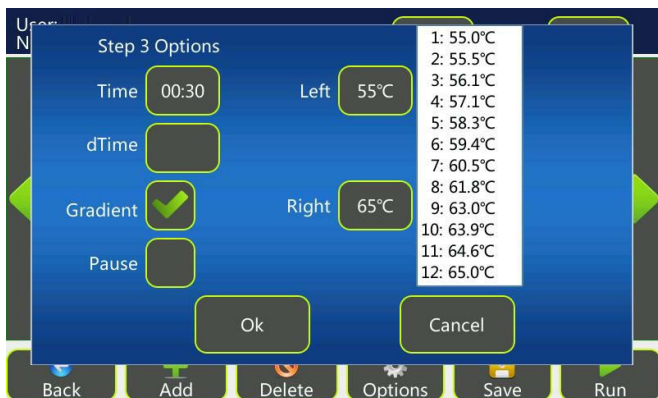 User:
N
Step 3 Options
Time 00:30 Left 55℃
dTime
Gradient Right 65℃
Pause
1: 55.0℃
2: 55.5℃
3: 56.1℃
4: 57.1℃
5: 58.3℃
6: 59.4℃
7: 60.5℃
8: 61.8℃
9: 63.0℃
10: 63.9℃
11: 64.6℃
12: 65.0℃
Ok Cancel
Back Add Delete Options Save Run